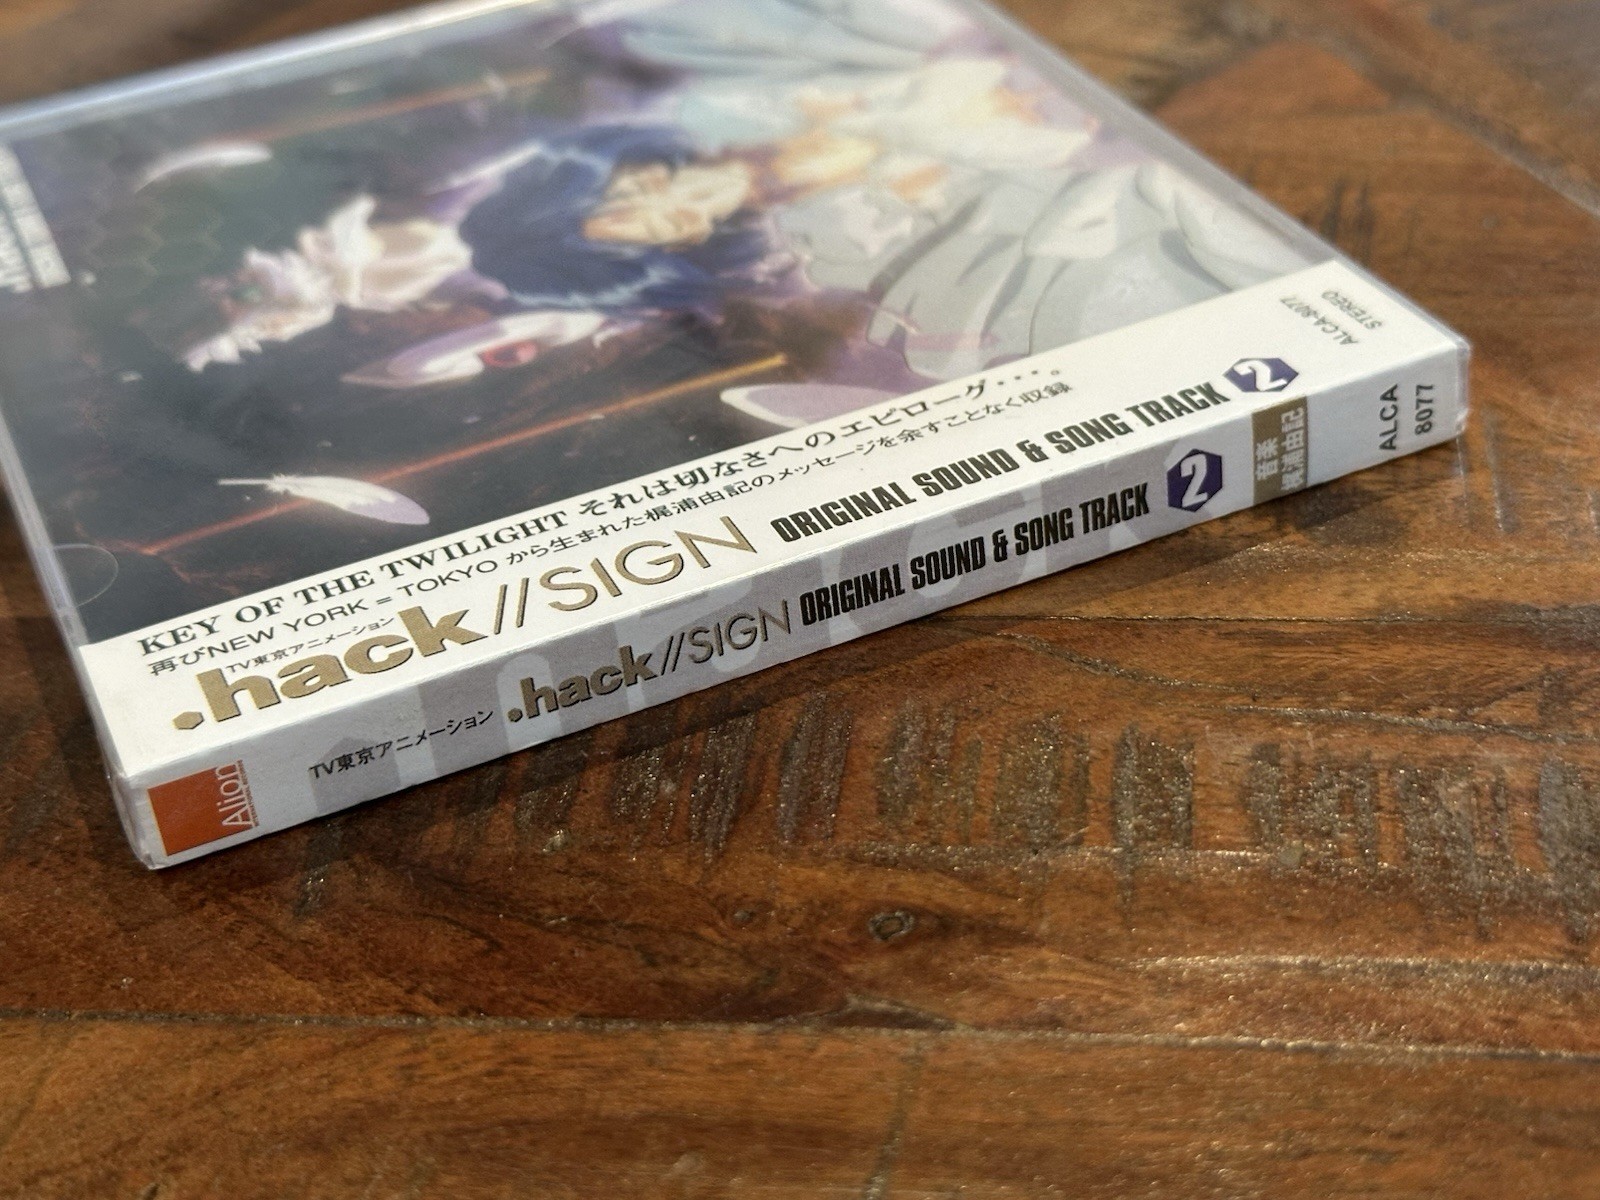 KEY OF THE TWILIGHT それは切なさへのエピローグ・・・。
再びNEW YORK = TOKYO から生まれた梶浦由記のメッセージを余すことなく収録
TV東京アニメーション
.hack//SIGN ORIGINAL SOUND & SONG TRACK 2
ALCA-8077
STEREO
Alion
TV東京アニメーション .hack//SIGN ORIGINAL SOUND & SONG TRACK 2
音楽
梶浦由記
ALCA
8077